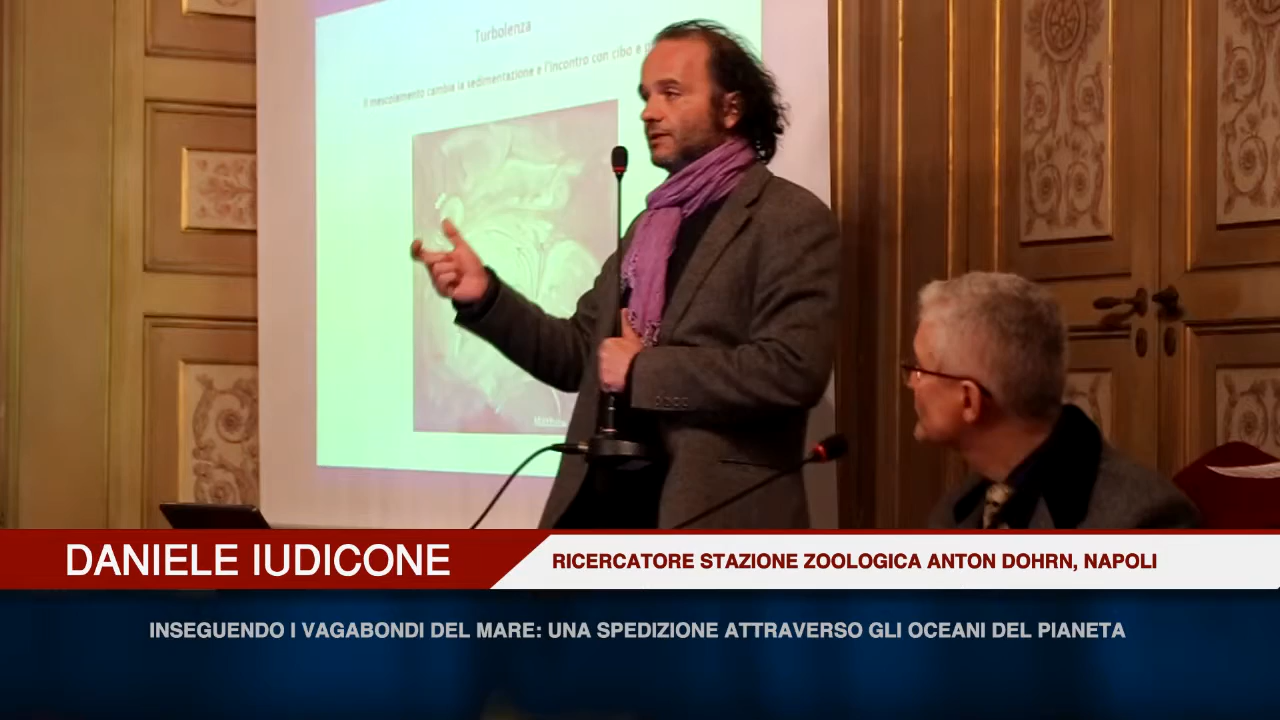 Turbolenza
Il mescolamento cambia la sedimentazione e l'incontro con cibo e
DANIELE IUDICONE
RICERCATORE STAZIONE ZOOLOGICA ANTON DOHRN, NAPOLI
INSEGUENDO I VAGABONDI DEL MARE: UNA SPEDIZIONE ATTRAVERSO GLI OCEANI DEL PIANETA